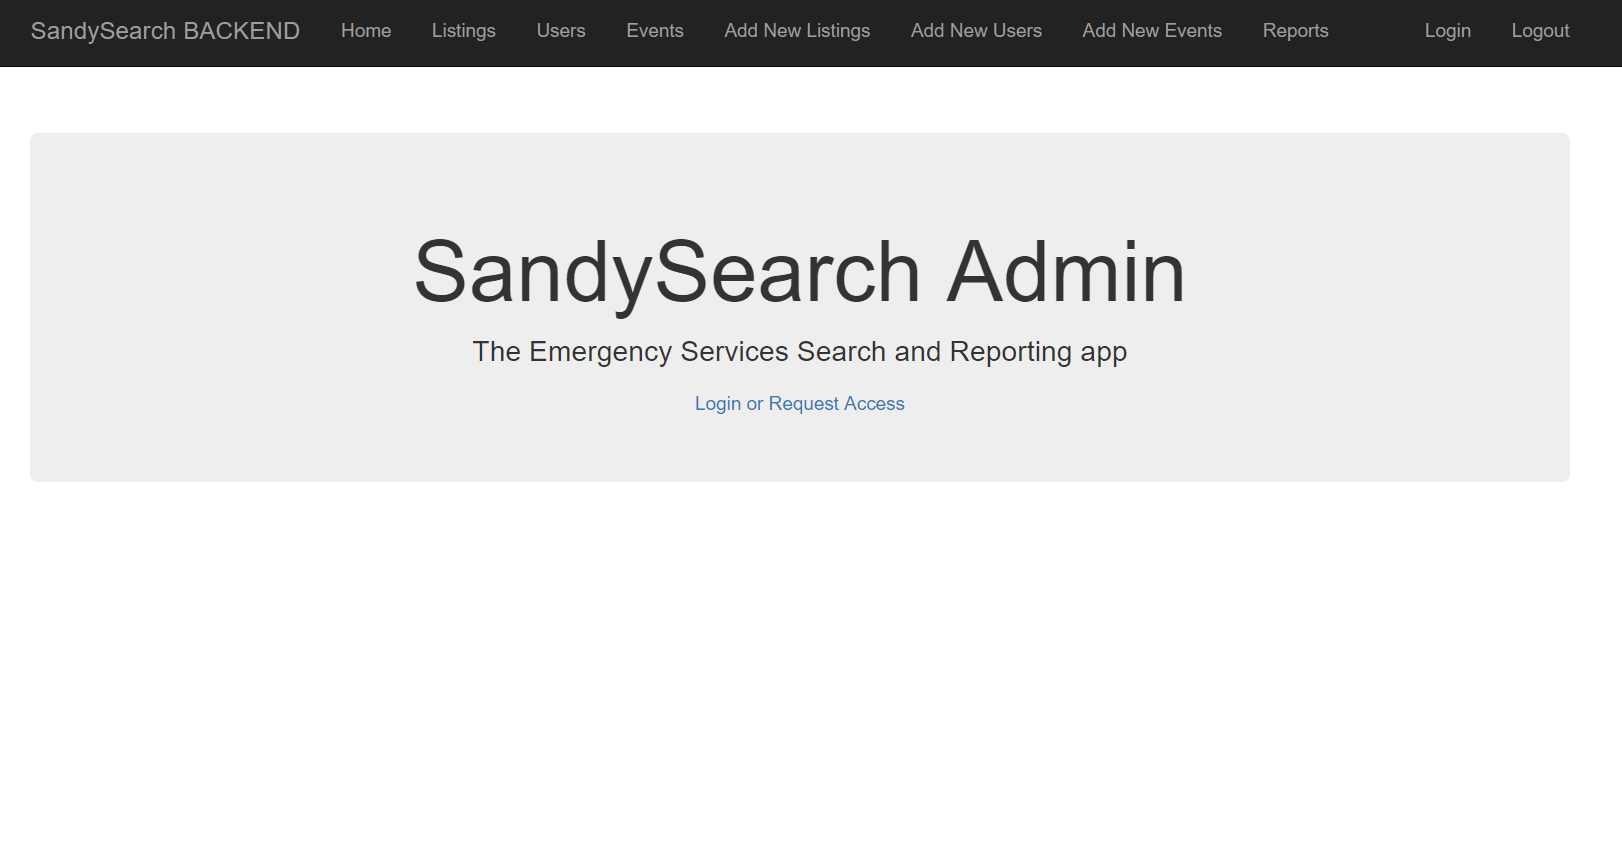 SandySearch BACKEND Home Listings Users Events Add New Listings Add New Users Add New Events Reports Login Logout
SandySearch Admin
The Emergency Services Search and Reporting app
Login or Request Access